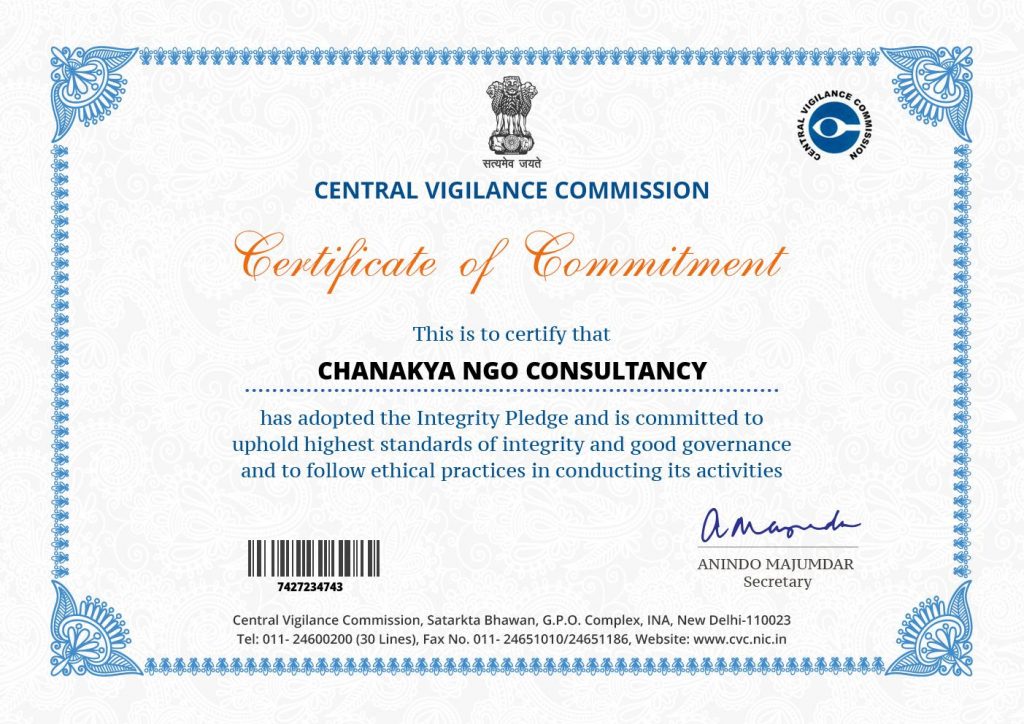 CENTRAL VIGILANCE COMMISSION
सत्यमेव जयते
CENTRAL VIGILANCE COMMISSION
Certificate of Commitment
This is to certify that
CHANAKYA NGO CONSULTANCY
has adopted the Integrity Pledge and is committed to
uphold highest standards of integrity and good governance
and to follow ethical practices in conducting its activities
A Majumda
ANINDO MAJUMDAR
Secretary
7427234743
Central Vigilance Commission, Satarkta Bhawan, G.P.O. Complex, INA, New Delhi-110023
Tel: 011- 24600200 (30 Lines), Fax No. 011- 24651010/24651186, Website: www.cvc.nic.in